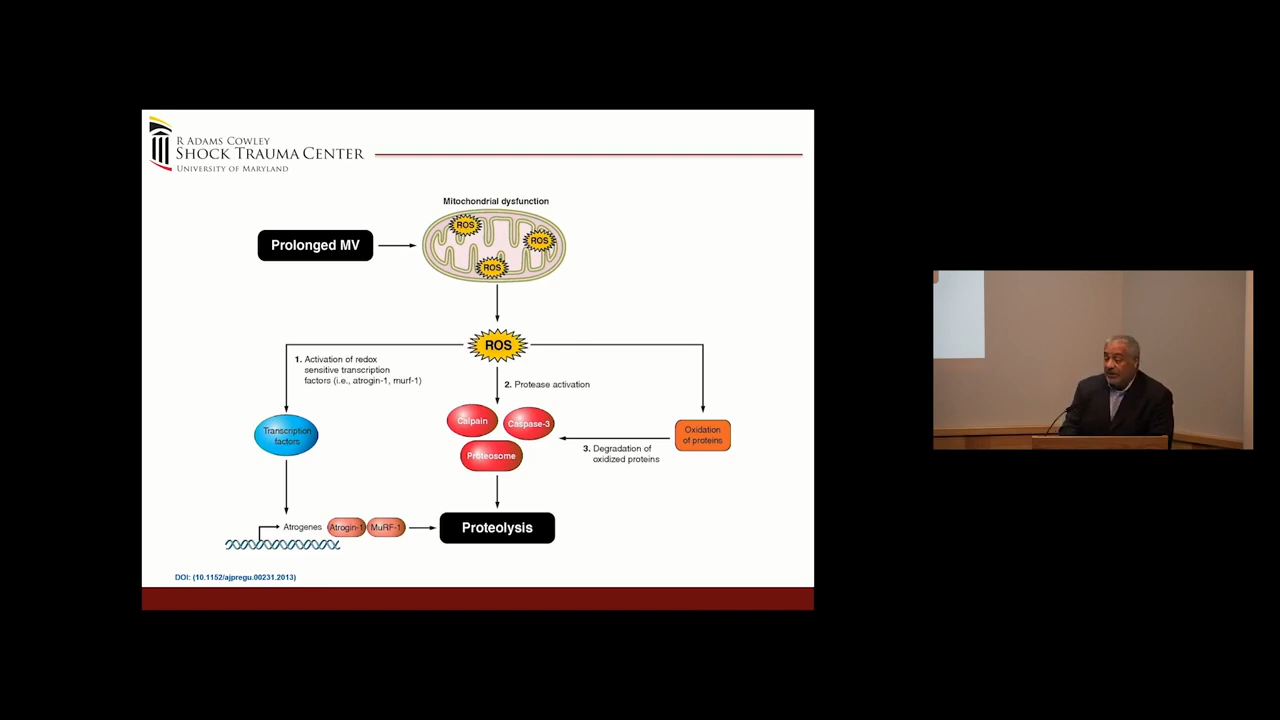 R ADAMS COWLEY
SHOCK TRAUMA CENTER
UNIVERSITY OF MARYLAND
Mitochondrial dysfunction
Prolonged MV
ROS
ROS
ROS
ROS
1. Activation of redox
sensitive transcription
factors (i.e., atrogin-1, murf-1)
2. Protease activation
Transcription
factors
Calpain
Caspase-3
Proteosome
Oxidation
of proteins
3. Degradation of
oxidized proteins
Atrogenes
Atrogin-1
MuRF-1
Proteolysis
DOI: (10.1152/ajpregu.00231.2013)